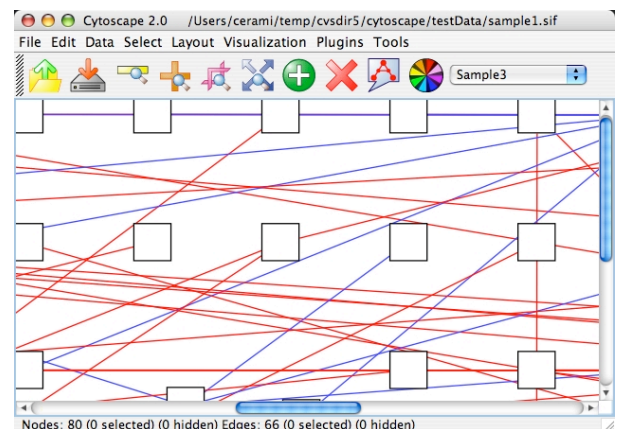 Cytoscape 2.0 /Users/cerami/temp/cvsdir5/cytoscape/testData/sample1.sif
File Edit Data Select Layout Visualization Plugins Tools
Sample3
Nodes: 80 (0 selected) (0 hidden) Edges: 66 (0 selected) (0 hidden)